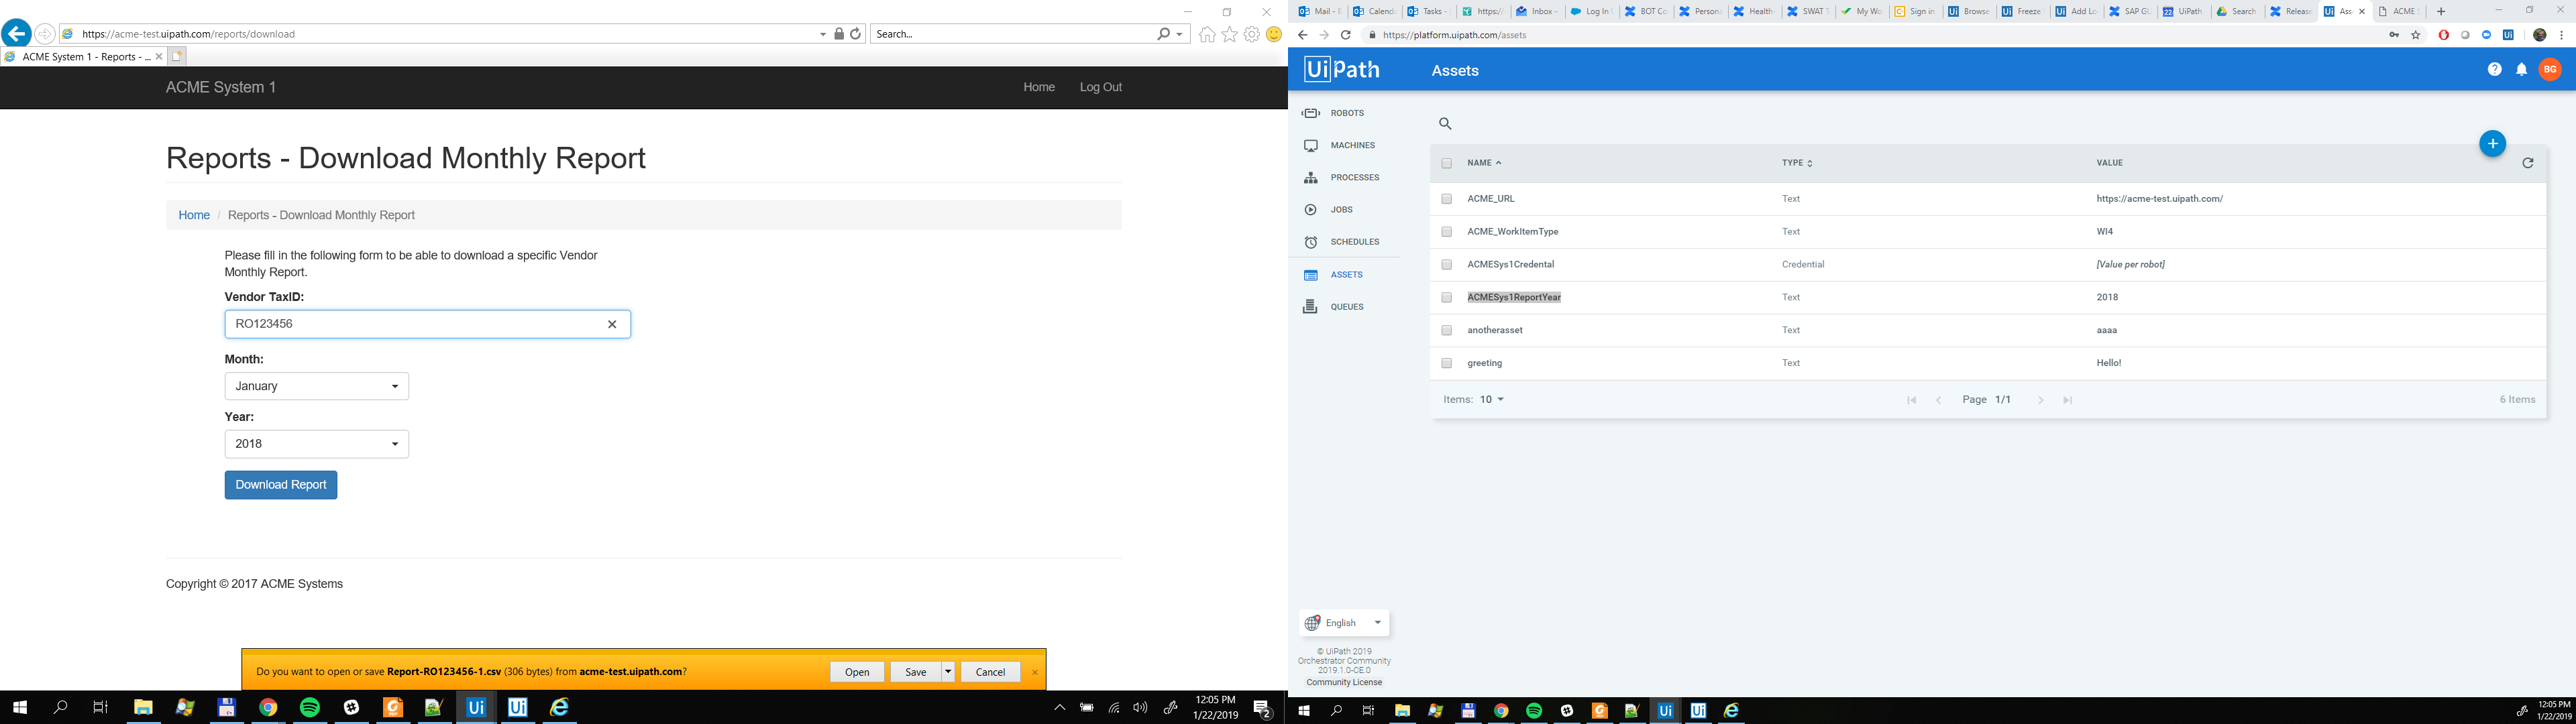 https://acme-test.uipath.com/reports/download
Search...
ACME System 1 - Reports - ...
ACME System 1
Home
Log Out
Reports - Download Monthly Report
Home / Reports - Download Monthly Report
Please fill in the following form to be able to download a specific Vendor
Monthly Report.
Vendor TaxID:
RO123456
Month:
January
Year:
2018
Download Report
Copyright © 2017 ACME Systems
Do you want to open or save Report-RO123456-1.csv (306 bytes) from acme-test.uipath.com?
Open
Save
Cancel
12:05 PM
1/22/2019
2
Mail -
Calend
Tasks -
https:/
Inbox -
Log In
BOT Co
Persona
Health
SWAT
My Wo
Sign in
Browse
Freeze
Add Lo
SAP GU
UiPath
Search
Release
Ass
ACME
https://platform.uipath.com/assets
UiPath
Assets
BG
ROBOTS
MACHINES
PROCESSES
JOBS
SCHEDULES
ASSETS
QUEUES
NAME TYPE VALUE
ACME_URL Text https://acme-test.uipath.com/
ACME_WorkItemType Text WI4
ACMESys1Credental Credential [Value per robot]
ACMESys1ReportYear Text 2018
anotherasset Text aaaa
greeting Text Hello!
Items: 10
Page 1/1
6 Items
English
© UiPath 2019
Orchestrator Community
2019.1.0-CE.0
Community License
12:05 PM
1/22/2019